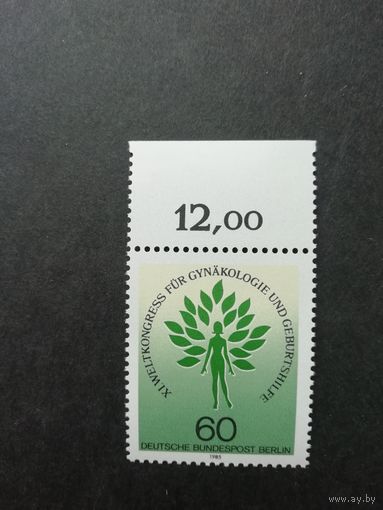 12,00
XI WELTKONGRESS FÜR GYNÄKOLOGIE UND GEBURTSHILFE
60
DEUTSCHE BUNDESPOST BERLIN
1985
www.ay.by